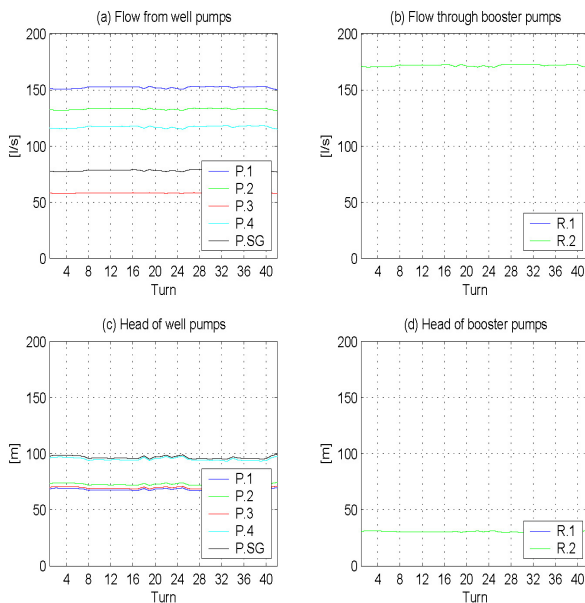 (a) Flow from well pumps
200
150
100
50
0
[l/s]
4 8 12 16 20 24 28 32 36 40
Turn
P.1
P.2
P.3
P.4
P.SG
(b) Flow through booster pumps
200
150
100
50
0
[l/s]
4 8 12 16 20 24 28 32 36 40
Turn
R.1
R.2
(c) Head of well pumps
200
150
100
50
0
[m]
4 8 12 16 20 24 28 32 36 40
Turn
P.1
P.2
P.3
P.4
P.SG
(d) Head of booster pumps
200
150
100
50
0
[m]
4 8 12 16 20 24 28 32 36 40
Turn
R.1
R.2